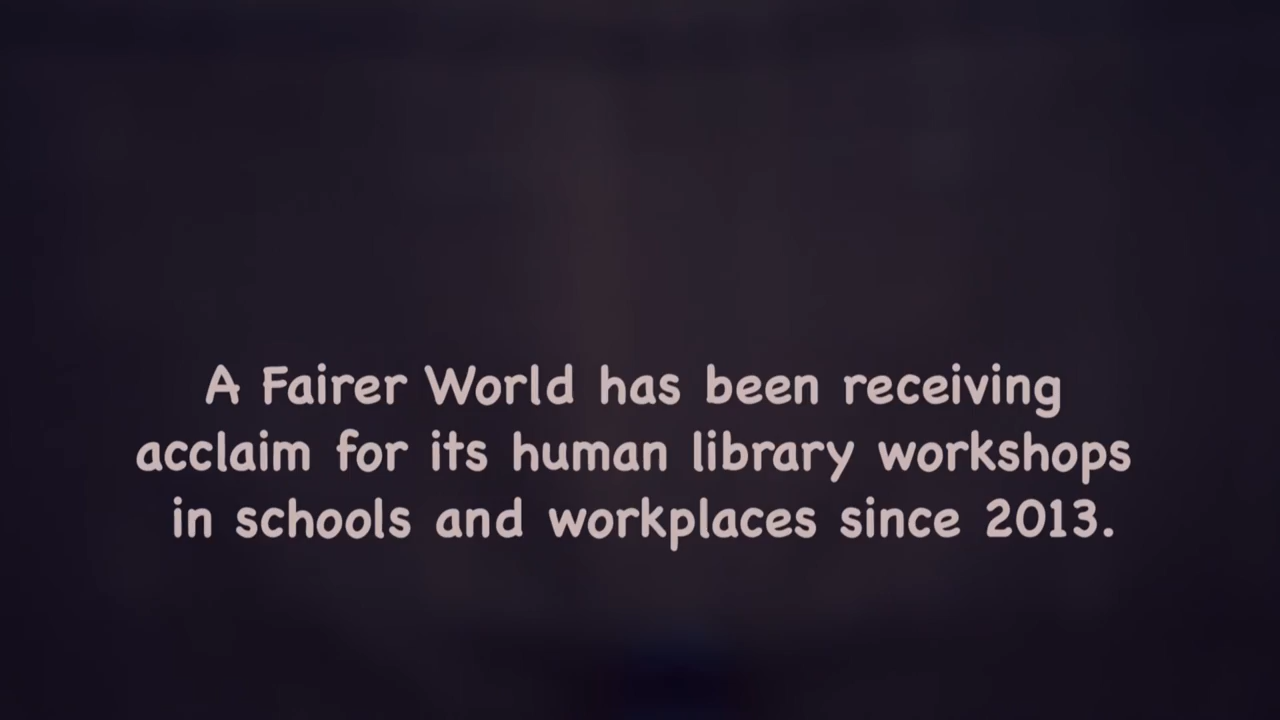 A Fairer World has been receiving
acclaim for its human library workshops
in schools and workplaces since 2013.